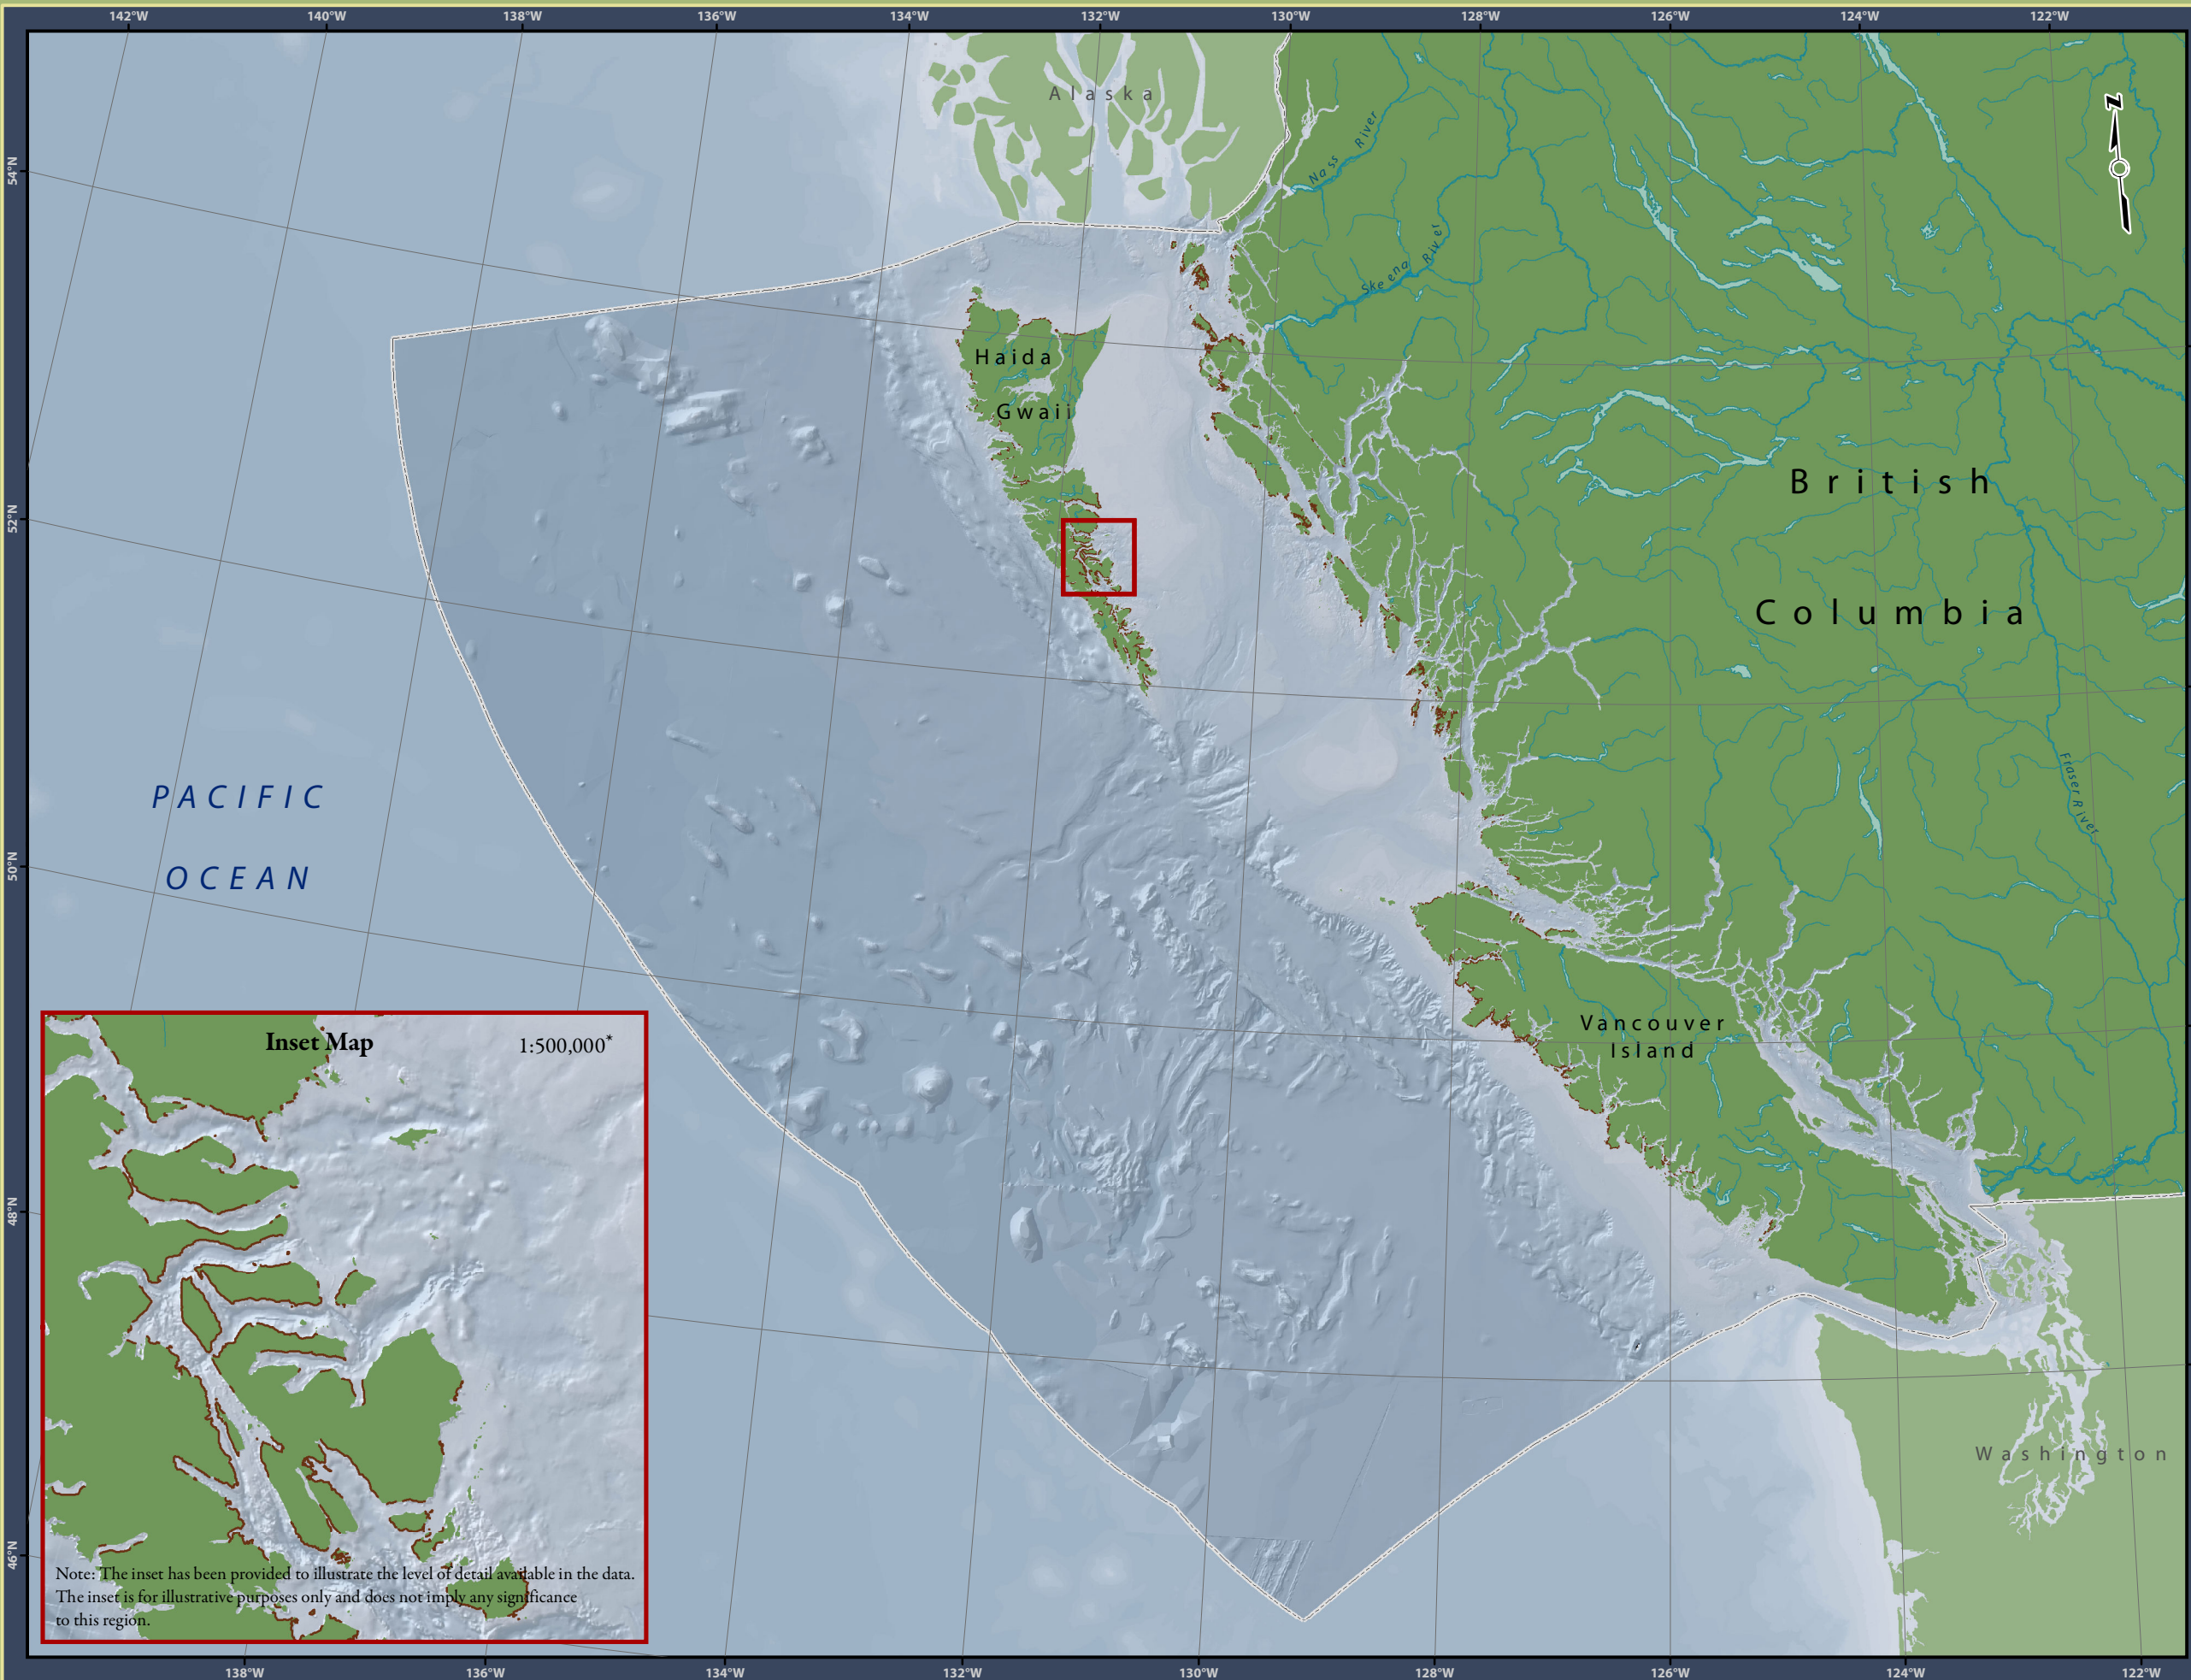 142°W 140°W 138°W 136°W 134°W 132°W 130°W 128°W 126°W 124°W 122°W
Alaska
N
Nass River
54°N
Skeena River
Haida
Gwaii
British
52°N
Columbia
Fraser River
PACIFIC
OCEAN
50°N
Vancouver
Island
Inset Map 1:500,000*
48°N
Washington
46°N
Note: The inset has been provided to illustrate the level of detail available in the data.
The inset is for illustrative purposes only and does not imply any significance
to this region.
138°W 136°W 134°W 132°W 130°W 128°W 126°W 124°W 122°W